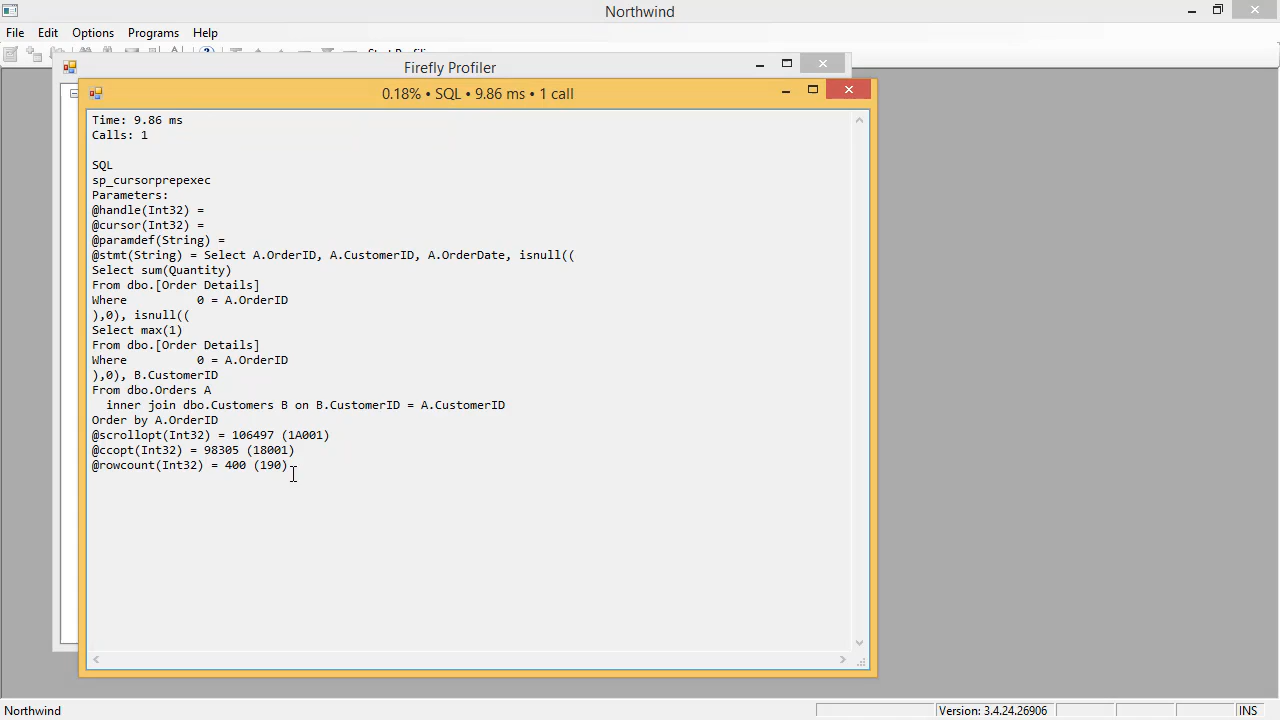 Northwind
File Edit Options Programs Help
Firefly Profiler
0.18% • SQL • 9.86 ms • 1 call
Time: 9.86 ms
Calls: 1
SQL
sp_cursorprepexec
Parameters:
@handle(Int32) =
@cursor(Int32) =
@paramdef(String) =
@stmt(String) = Select A.OrderID, A.CustomerID, A.OrderDate, isnull((
Select sum(Quantity)
From dbo.[Order Details]
Where          0 = A.OrderID
),0), isnull((
Select max(1)
From dbo.[Order Details]
Where          0 = A.OrderID
),0), B.CustomerID
From dbo.Orders A
  inner join dbo.Customers B on B.CustomerID = A.CustomerID
Order by A.OrderID
@scrollopt(Int32) = 106497 (1A001)
@ccopt(Int32) = 98305 (18001)
@rowcount(Int32) = 400 (190)
Northwind Version: 3.4.24.26906 INS